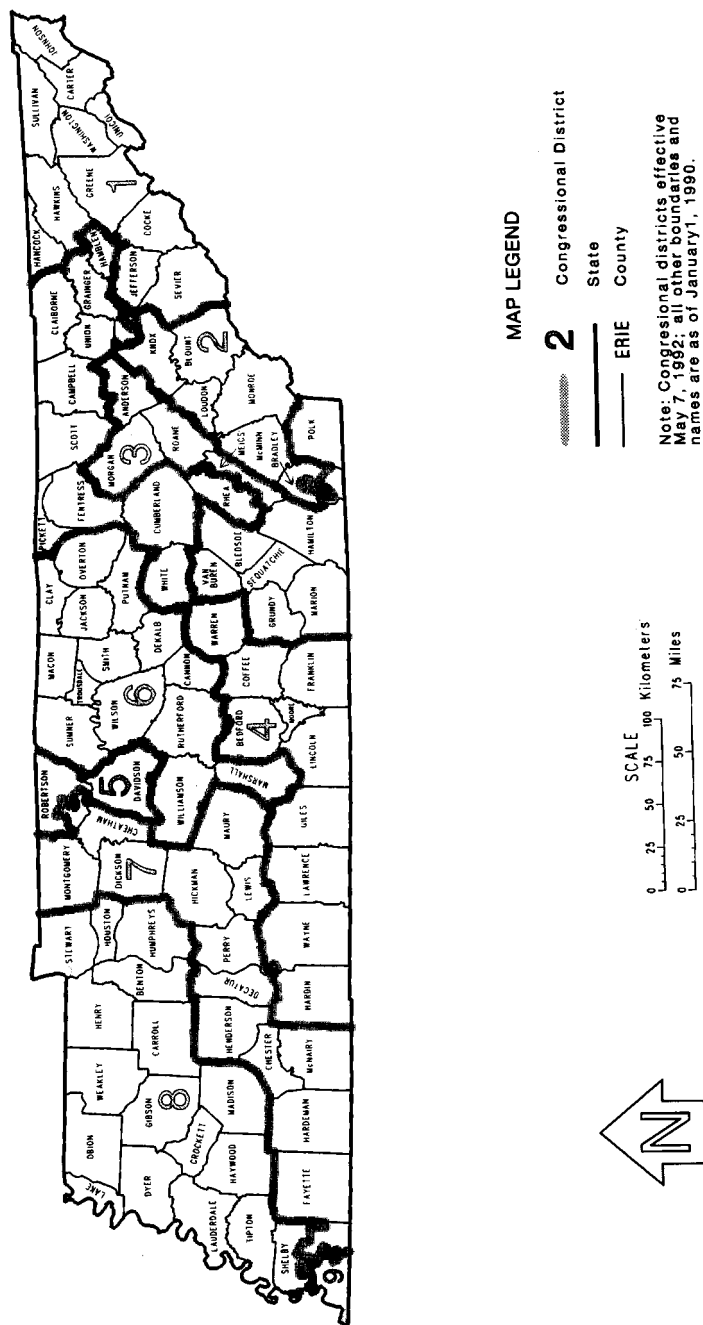 LAKE
OBION
WEAKLEY
HENRY
STEWART
MONTGOMERY
ROBERTSON
SUMNER
MACON
CLAY
PICKETT
SCOTT
CAMPBELL
CLAIBORNE
HANCOCK
HAWKINS
SULLIVAN
JOHNSON
DYER
GIBSON
8
CARROLL
BENTON
HOUSTON
HUMPHREYS
DICKSON
7
CHEATHAM
5
DAVIDSON
WILSON
6
TROUSDALE
SMITH
JACKSON
OVERTON
PUTNAM
FENTRESS
MORGAN
3
ANDERSON
UNION
GRAINGER
HAMBLEN
GREENE
1
WASHINGTON
UNICOI
CARTER
LAUDERDALE
CROCKETT
HAYWOOD
MADISON
HENDERSON
DECATUR
PERRY
HICKMAN
LEWIS
MAURY
WILLIAMSON
RUTHERFORD
CANNON
DEKALB
WHITE
CUMBERLAND
ROANE
LOUDON
KNOX
BLOUNT
2
JEFFERSON
SEVIER
COCKE
TIPTON
SHELBY
9
FAYETTE
HARDEMAN
CHESTER
McNAIRY
HARDIN
WAYNE
LAWRENCE
GILES
MARSHALL
BEDFORD
4
MOORE
LINCOLN
COFFEE
FRANKLIN
WARREN
VAN
BUREN
GRUNDY
MARION
SEQUATCHIE
BLEDSOE
HAMILTON
RHEA
MEIGS
McMINN
BRADLEY
MONROE
POLK
N
SCALE
0 25 50 75 100 Kilometers
0 25 50 75 Miles
MAP LEGEND
2 Congressional District
State
ERIE County
Note: Congresional districts effective
May 7, 1992; all other boundaries and
names are as of January1, 1990.